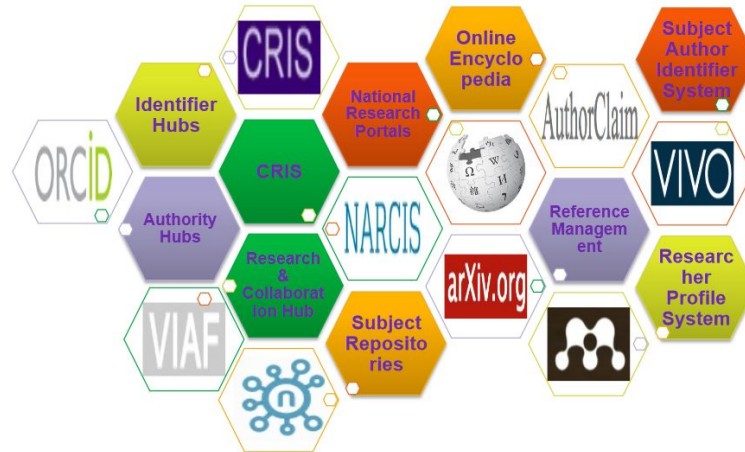 ORCiD
Identifier
Hubs
Authority
Hubs
VIAF
CRIS
CRIS
Research
&
Collaborat
ion Hub
n
National
Research
Portals
NARCIS
Subject
Reposito
ries
Online
Encyclo
pedia
Ω W
И
arXiv.org
AuthorClaim
Reference
Managem
ent
Subject
Author
Identifier
System
VIVO
Researc
her
Profile
System